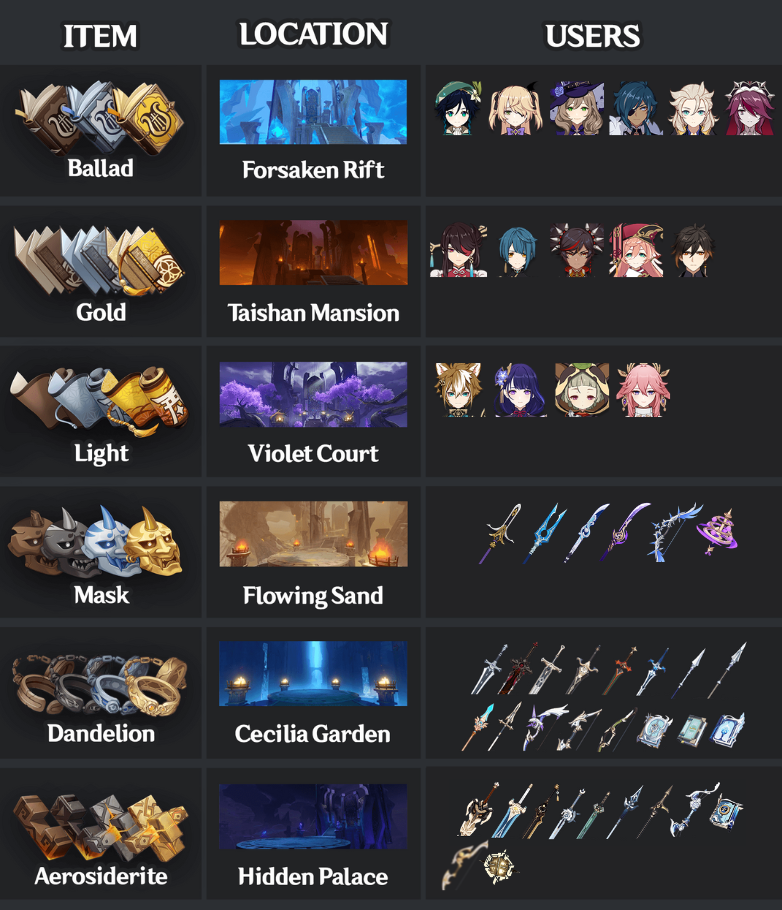 ITEM LOCATION USERS
Ballad Forsaken Rift
Gold Taishan Mansion
Light Violet Court
Mask Flowing Sand
Dandelion Cecilia Garden
Aerosiderite Hidden Palace